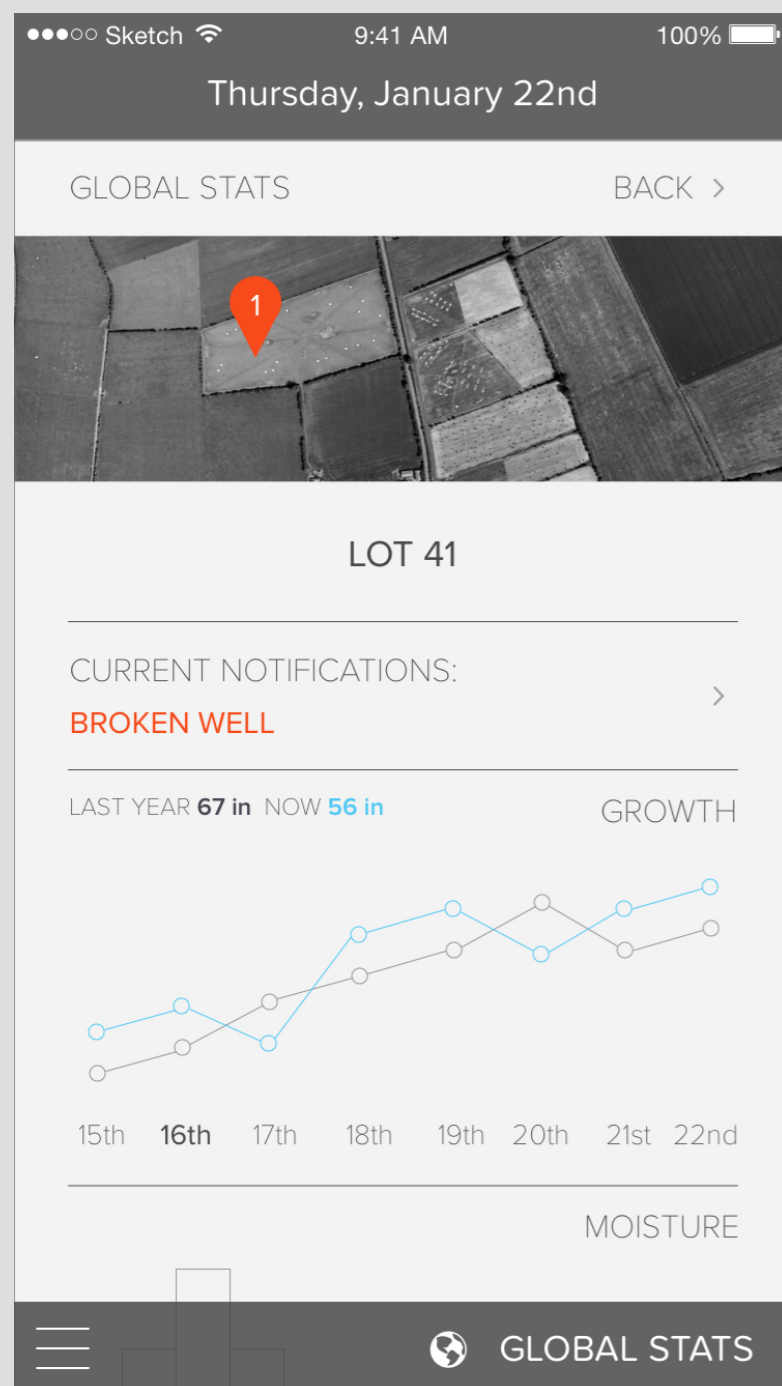 Sketch 9:41 AM 100%
Thursday, January 22nd
GLOBAL STATS BACK >
1
LOT 41
CURRENT NOTIFICATIONS:
BROKEN WELL
LAST YEAR 67 in NOW 56 in GROWTH
15th 16th 17th 18th 19th 20th 21st 22nd
MOISTURE
GLOBAL STATS